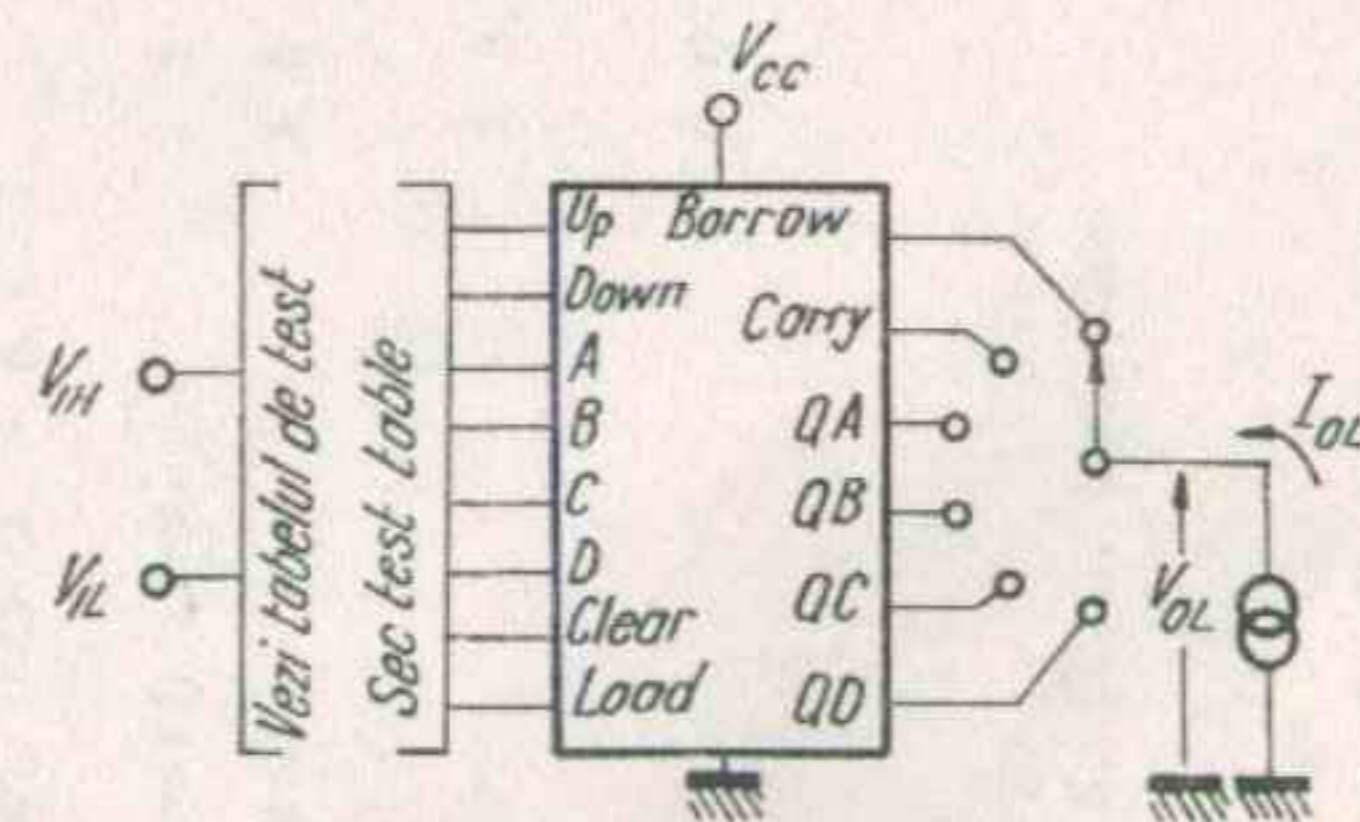 VCC
Up Borrow
Down
Carry
A
B
C
D
Clear
Load
QA
QB
QC
QD
VIH
VIL
Vezi tabelul de test
Sec test table
IOL
VOL